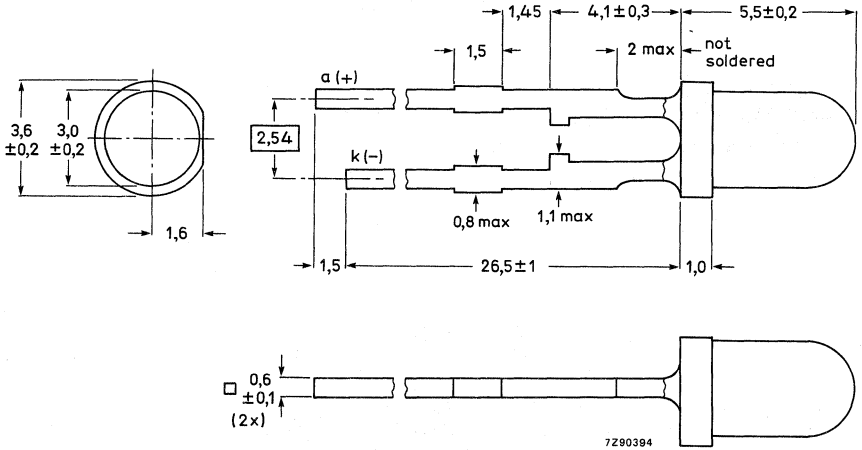 1,45
4,1±0,3
5,5±0,2
1,5
2 max
not
soldered
a (+)
3,6
±0,2
3,0
±0,2
2,54
k (-)
0,8 max
1,1 max
1,6
1,5
26,5±1
1,0
0,6
±0,1
(2x)
7Z90394